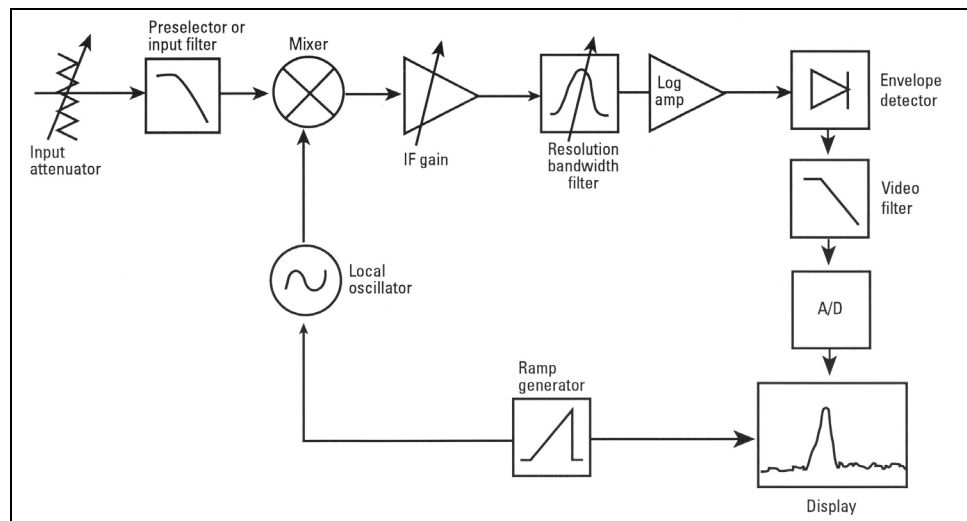 Preselector or
input filter
Mixer
Log
amp
Envelope
detector
Input
attenuator
IF gain
Resolution
bandwidth
filter
Video
filter
Local
oscillator
A/D
Ramp
generator
Display